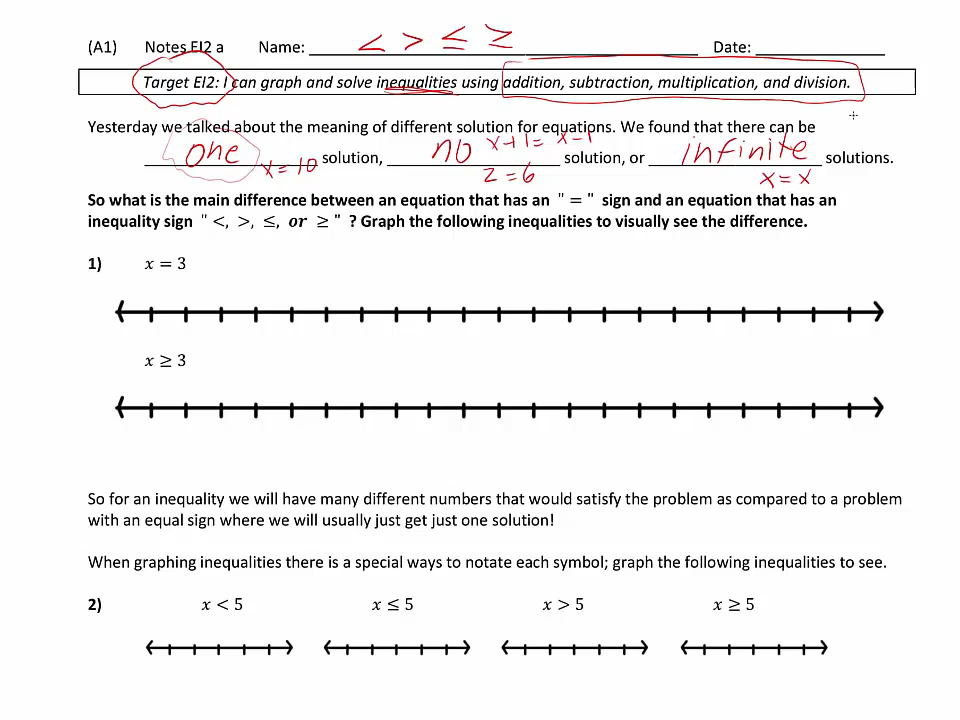 (A1) Notes EI2 a Name: < > ≤ ≥ Date:
Target EI2: I can graph and solve inequalities using addition, subtraction, multiplication, and division.
Yesterday we talked about the meaning of different solution for equations. We found that there can be
one x = 10 solution, no x+1 = x-1 2 = 6 solution, or infinite x = x solutions.
So what is the main difference between an equation that has an " = " sign and an equation that has an
inequality sign " <, >, ≤, or ≥ " ? Graph the following inequalities to visually see the difference.
1) x = 3
x ≥ 3
So for an inequality we will have many different numbers that would satisfy the problem as compared to a problem
with an equal sign where we will usually just get just one solution!
When graphing inequalities there is a special ways to notate each symbol; graph the following inequalities to see.
2) x < 5 x ≤ 5 x > 5 x ≥ 5